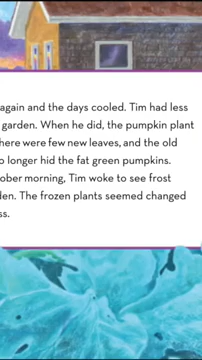 again and the days cooled. Tim had less
garden. When he did, the pumpkin plant
here were few new leaves, and the old
longer hid the fat green pumpkins.
ober morning, Tim woke to see frost
den. The frozen plants seemed changed
ss.